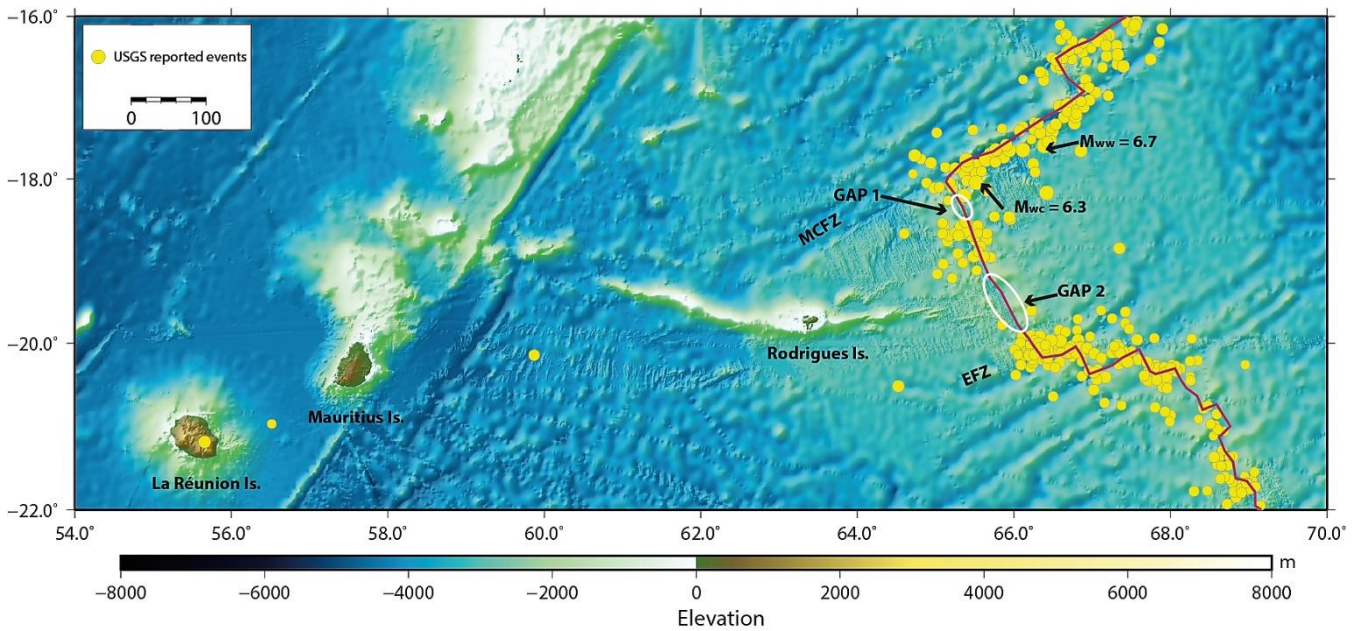 −16.0°
USGS reported events
0 100
Mww = 6.7
−18.0°
GAP 1
Mwc = 6.3
MCFZ
GAP 2
−20.0°
Rodrigues Is.
EFZ
Mauritius Is.
La Réunion Is.
−22.0°
54.0° 56.0° 58.0° 60.0° 62.0° 64.0° 66.0° 68.0° 70.0°
m
−8000 −6000 −4000 −2000 0 2000 4000 6000 8000
Elevation